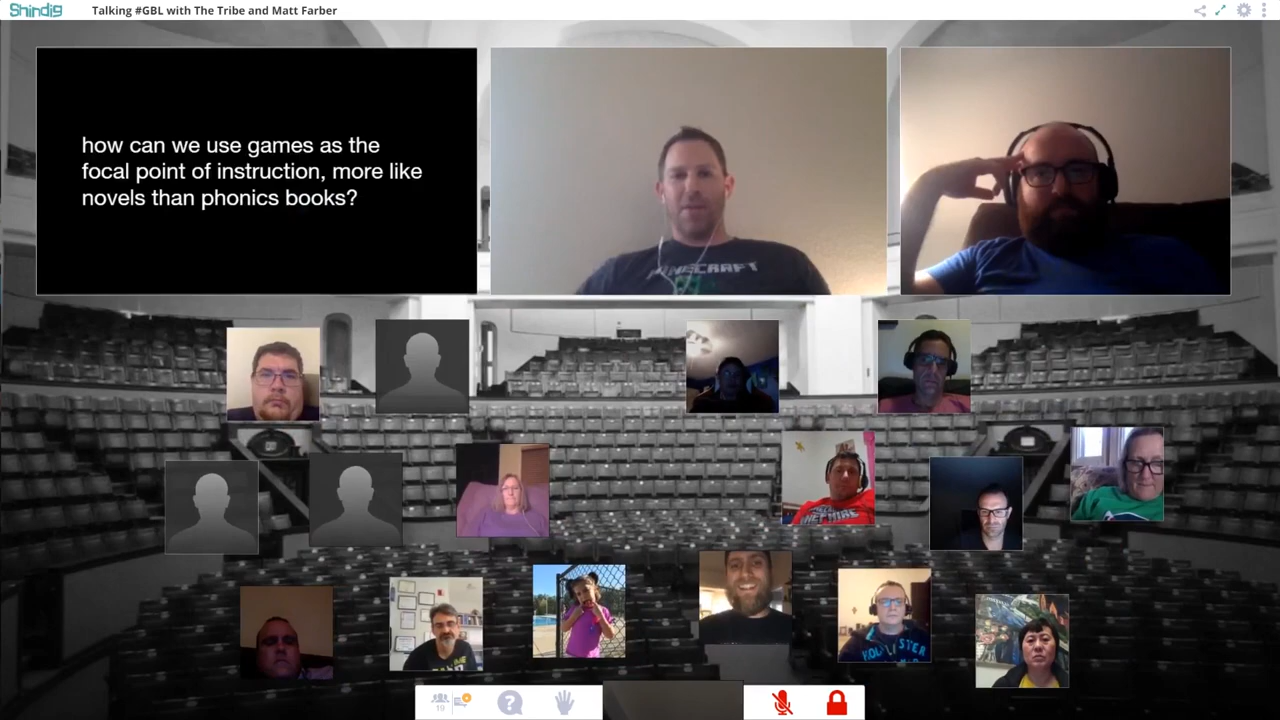 Shindig
Talking #GBL with The Tribe and Matt Farber
how can we use games as the
focal point of instruction, more like
novels than phonics books?
MINECRAFT
HOLLISTER
19
?